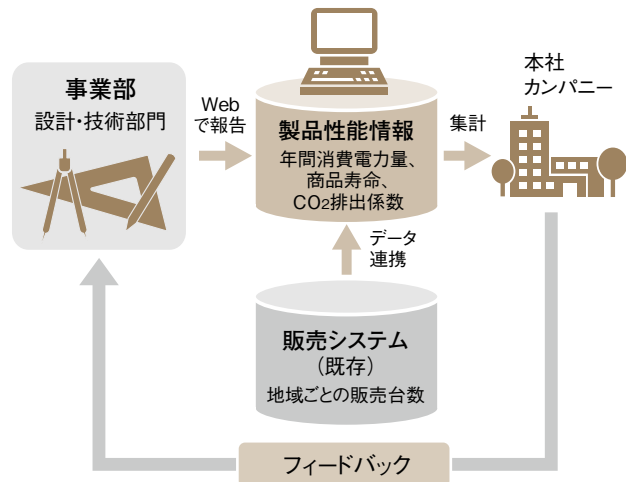 事業部
設計・技術部門
Web
で報告
製品性能情報
年間消費電力量、
商品寿命、
CO2排出係数
集計
本社
カンパニー
データ
連携
販売システム
（既存）
地域ごとの販売台数
フィードバック